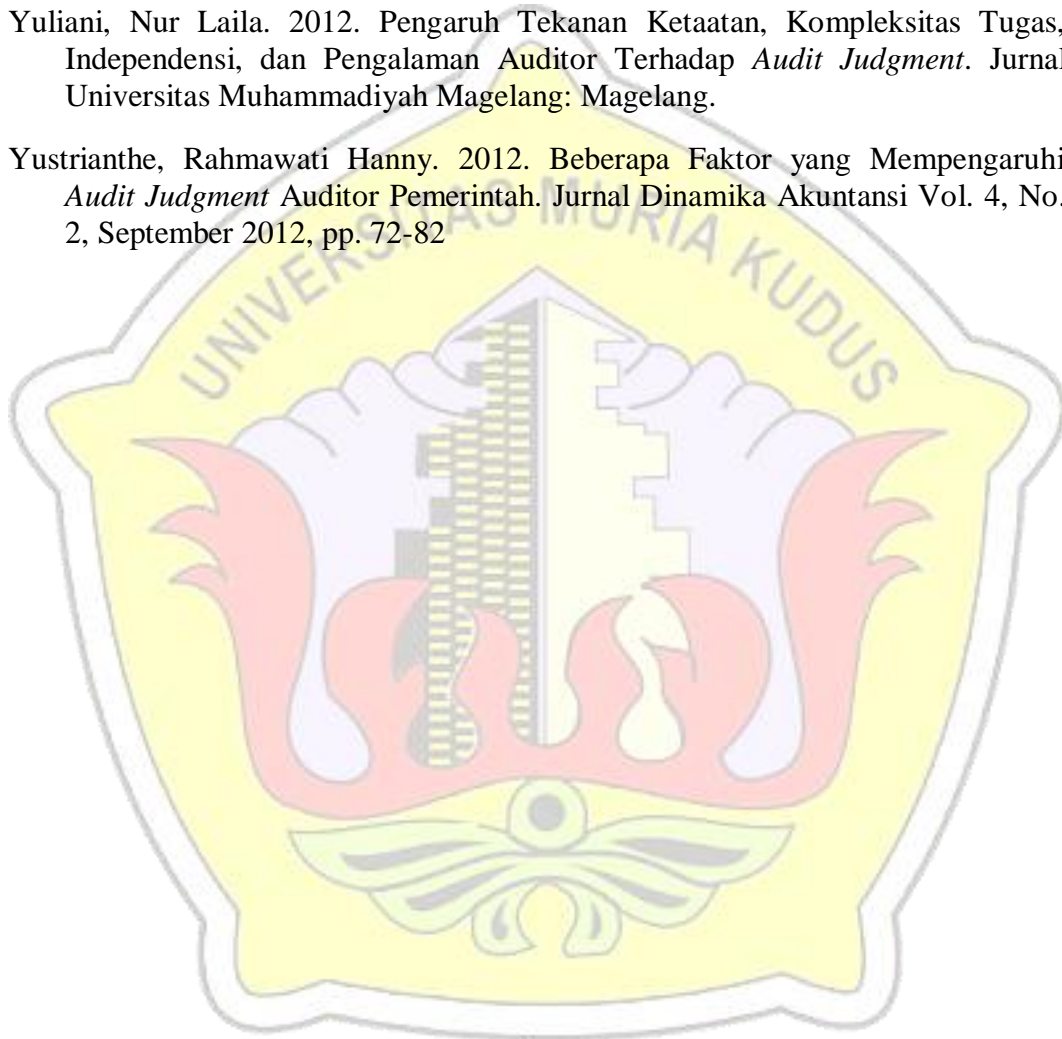 Yuliani, Nur Laila. 2012. Pengaruh Tekanan Ketaatan, Kompleksitas Tugas,
Independensi, dan Pengalaman Auditor Terhadap Audit Judgment. Jurnal
Universitas Muhammadiyah Magelang: Magelang.
Yustrianthe, Rahmawati Hanny. 2012. Beberapa Faktor yang Mempengaruhi
Audit Judgment Auditor Pemerintah. Jurnal Dinamika Akuntansi Vol. 4, No.
2, September 2012, pp. 72-82
UNIVERSITAS MURIA KUDUS